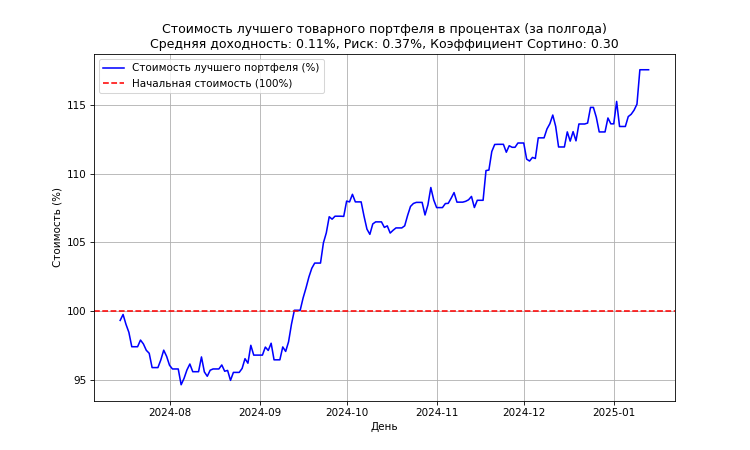 Стоимость лучшего товарного портфеля в процентах (за полгода)
Средняя доходность: 0.11%, Риск: 0.37%, Коэффициент Сортино: 0.30
Стоимость лучшего портфеля (%)
Начальная стоимость (100%)
Стоимость (%)
115
110
105
100
95
2024-08
2024-09
2024-10
2024-11
2024-12
2025-01
День